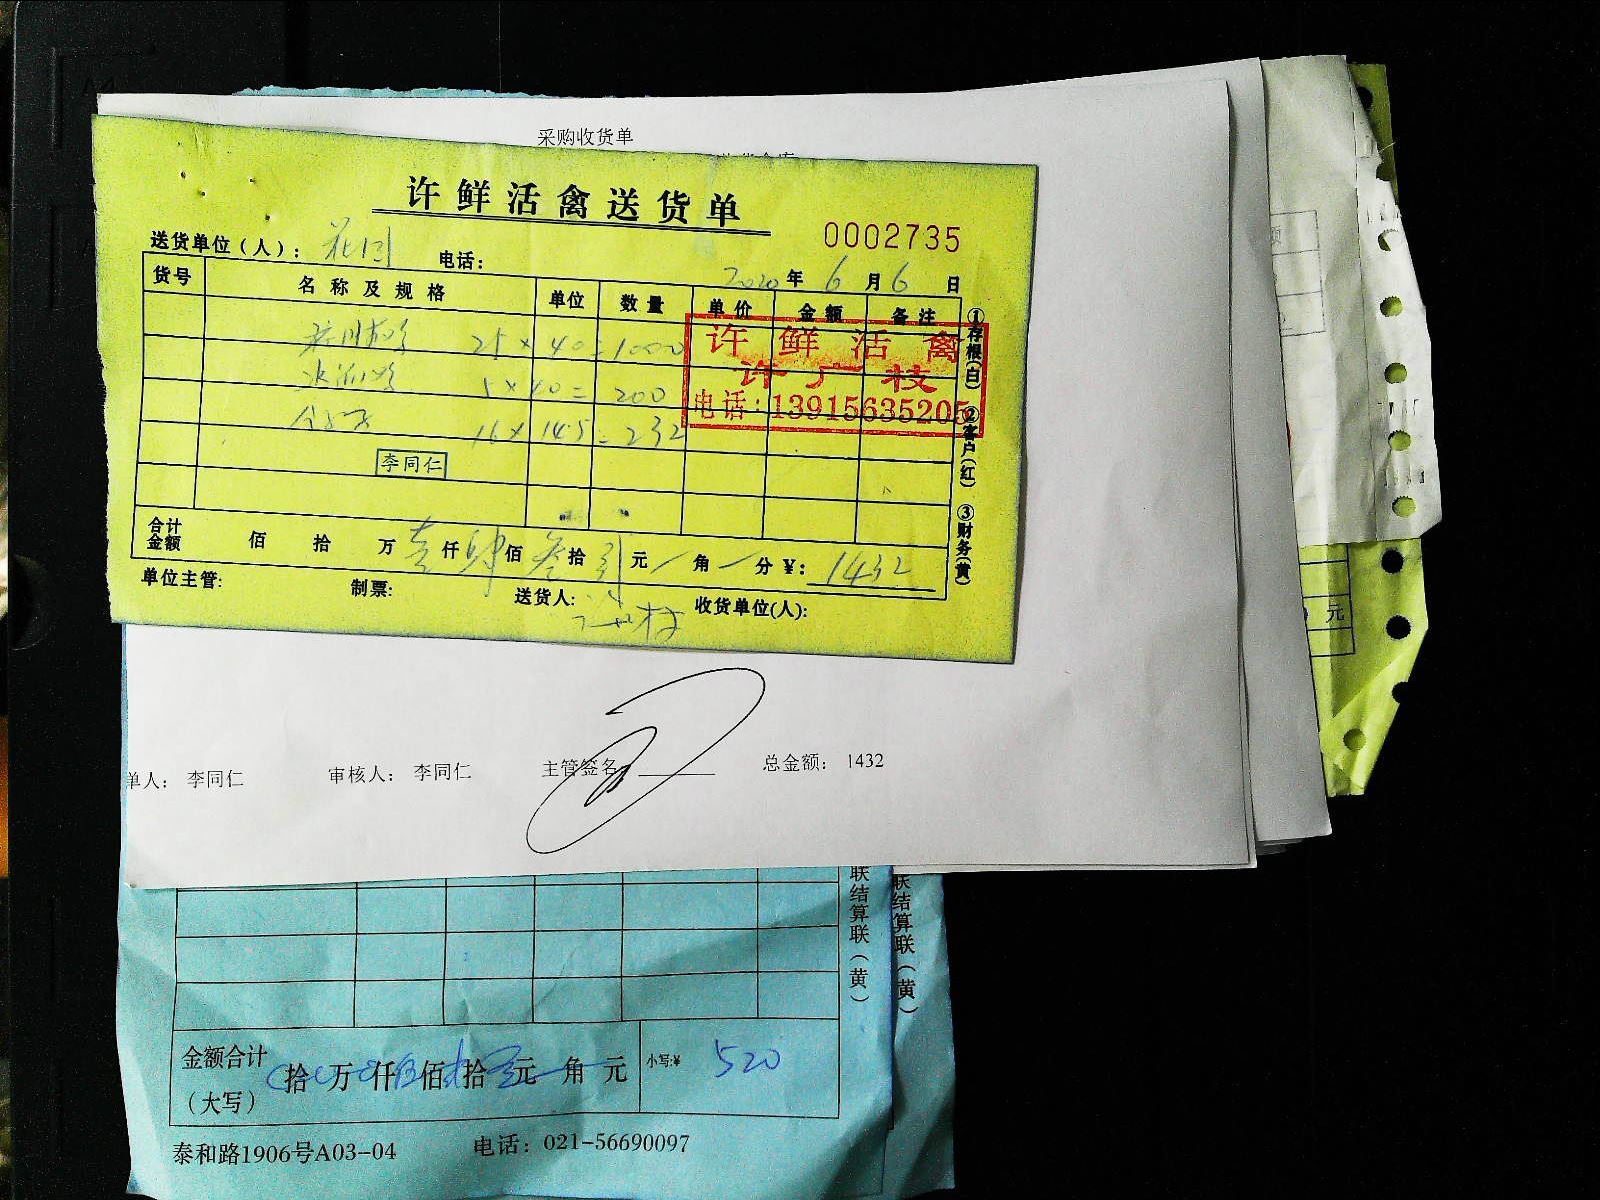 采购收货单
许鲜活禽送货单
0002735
送货单位(人): 花园 电话:
2020年6月6日
货号 名称及规格 单位 数量 单价 金额 备注
25×40=1000
5×40=200
16×14.5=232
许鲜活禽
许广枝
电话:13915635205
李同仁
①存根(白) ②客户(红) ③财务(黄)
合计金额 佰 拾 万 壹仟 肆佰 叁拾 元 角 分 ¥: 1432
单位主管: 制票: 送货人: 收货单位(人):
单人: 李同仁 审核人: 李同仁 主管签名 总金额: 1432
元
联结算联(黄)
联结算联(黄)
金额合计(大写) 拾 万 仟 佰 拾 元 角 元 小写:¥ 520
泰和路1906号A03-04 电话: 021-56690097